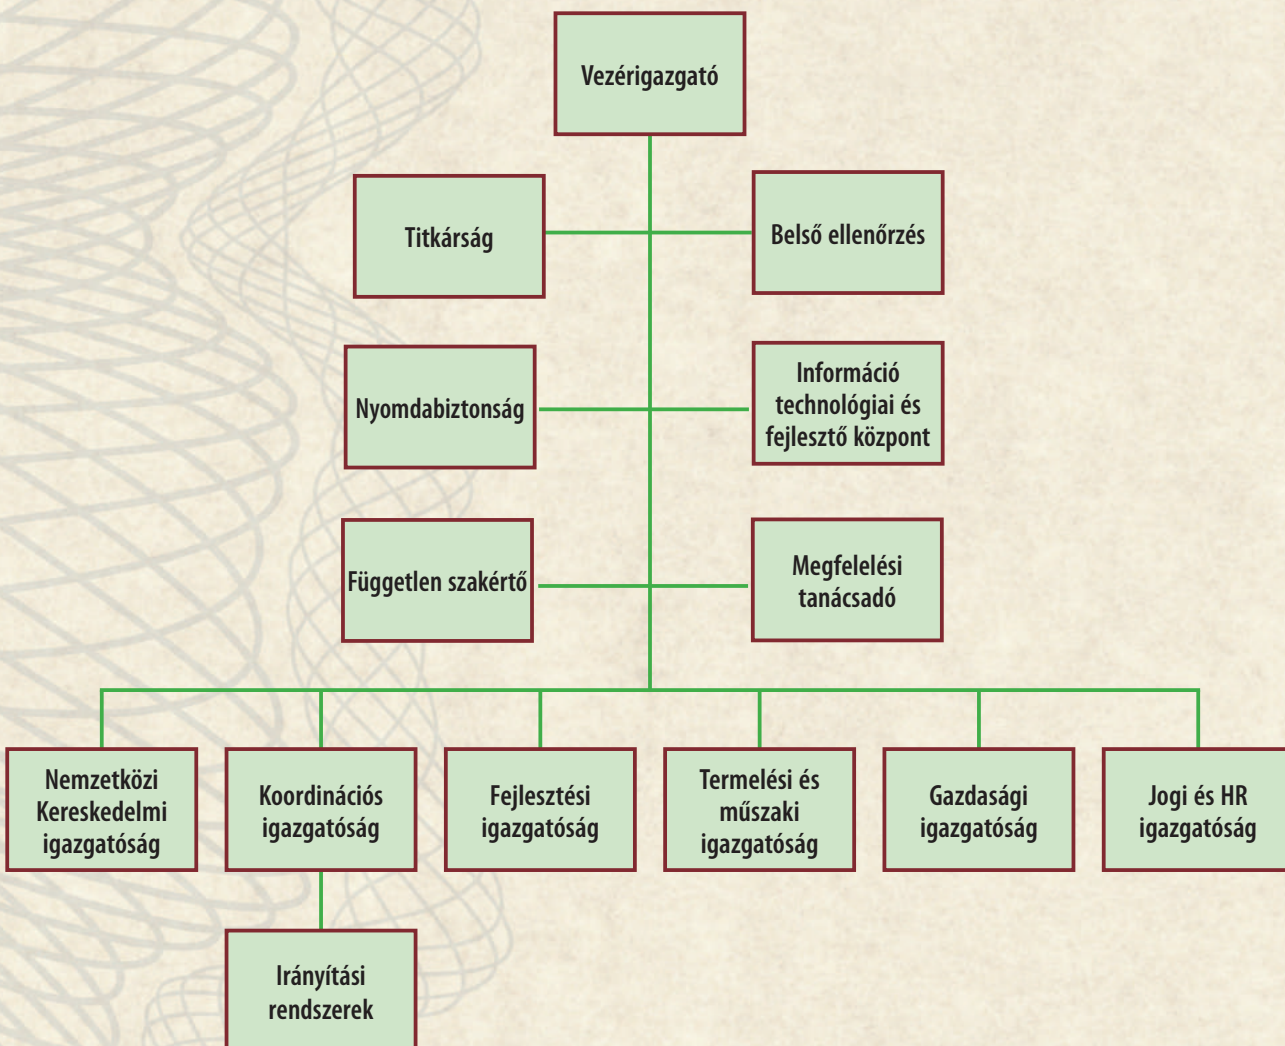 Vezérigazgató
Titkárság
Belső ellenőrzés
Nyomdabiztonság
Információ
technológiai és
fejlesztő központ
Független szakértő
Megfelelési
tanácsadó
Nemzetközi
Kereskedelmi
igazgatóság
Koordinációs
igazgatóság
Fejlesztési
igazgatóság
Termelési és
műszaki
igazgatóság
Gazdasági
igazgatóság
Jogi és HR
igazgatóság
Irányítási
rendszerek